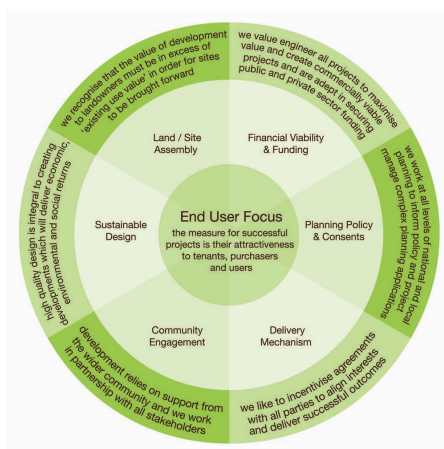 we recognise that the value of development
to landowners must be in excess of
'existing use value' in order for sites
to be brought forward
we value engineer all projects to maximise
value and create commercially viable
projects and are adept in securing
public and private sector funding
Land / Site
Assembly
Financial Viability
& Funding
high quality design is integral to creating
developments which will deliver economic,
environmental and social returns
Sustainable
Design
End User Focus
the measure for successful
projects is their attractiveness
to tenants, purchasers
and users
Planning Policy
& Consents
we work at all levels of national and local
planning to inform policy and project
manage complex planning applications
Community
Engagement
Delivery
Mechanism
development relies on support from
the wider community and we work
in partnership with all stakeholders
we like to incentivise agreements
with all parties to align interests
and deliver successful outcomes